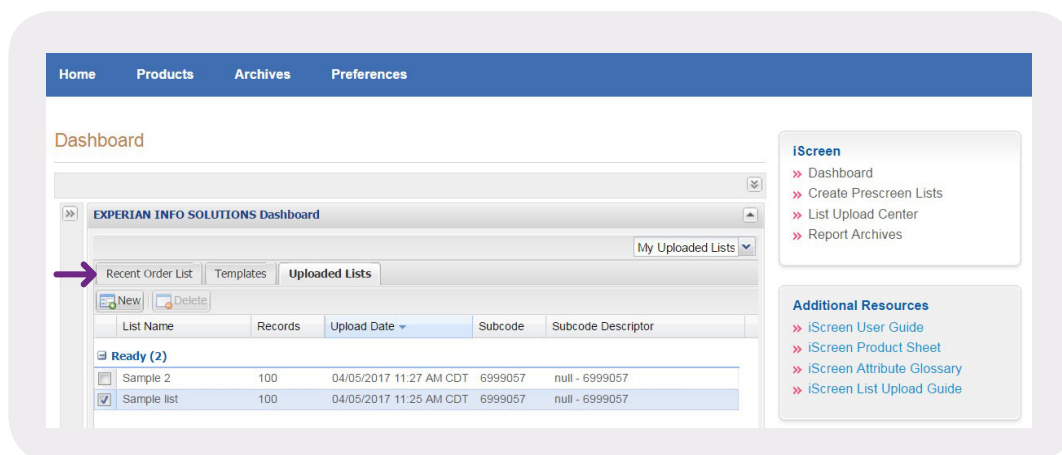 Home Products Archives Preferences
Dashboard
EXPERIAN INFO SOLUTIONS Dashboard
My Uploaded Lists
Recent Order List Templates Uploaded Lists
New Delete
List Name Records Upload Date Subcode Subcode Descriptor
Ready (2)
Sample 2 100 04/05/2017 11:27 AM CDT 6999057 null - 6999057
Sample list 100 04/05/2017 11:25 AM CDT 6999057 null - 6999057
iScreen
» Dashboard
» Create Prescreen Lists
» List Upload Center
» Report Archives
Additional Resources
» iScreen User Guide
» iScreen Product Sheet
» iScreen Attribute Glossary
» iScreen List Upload Guide